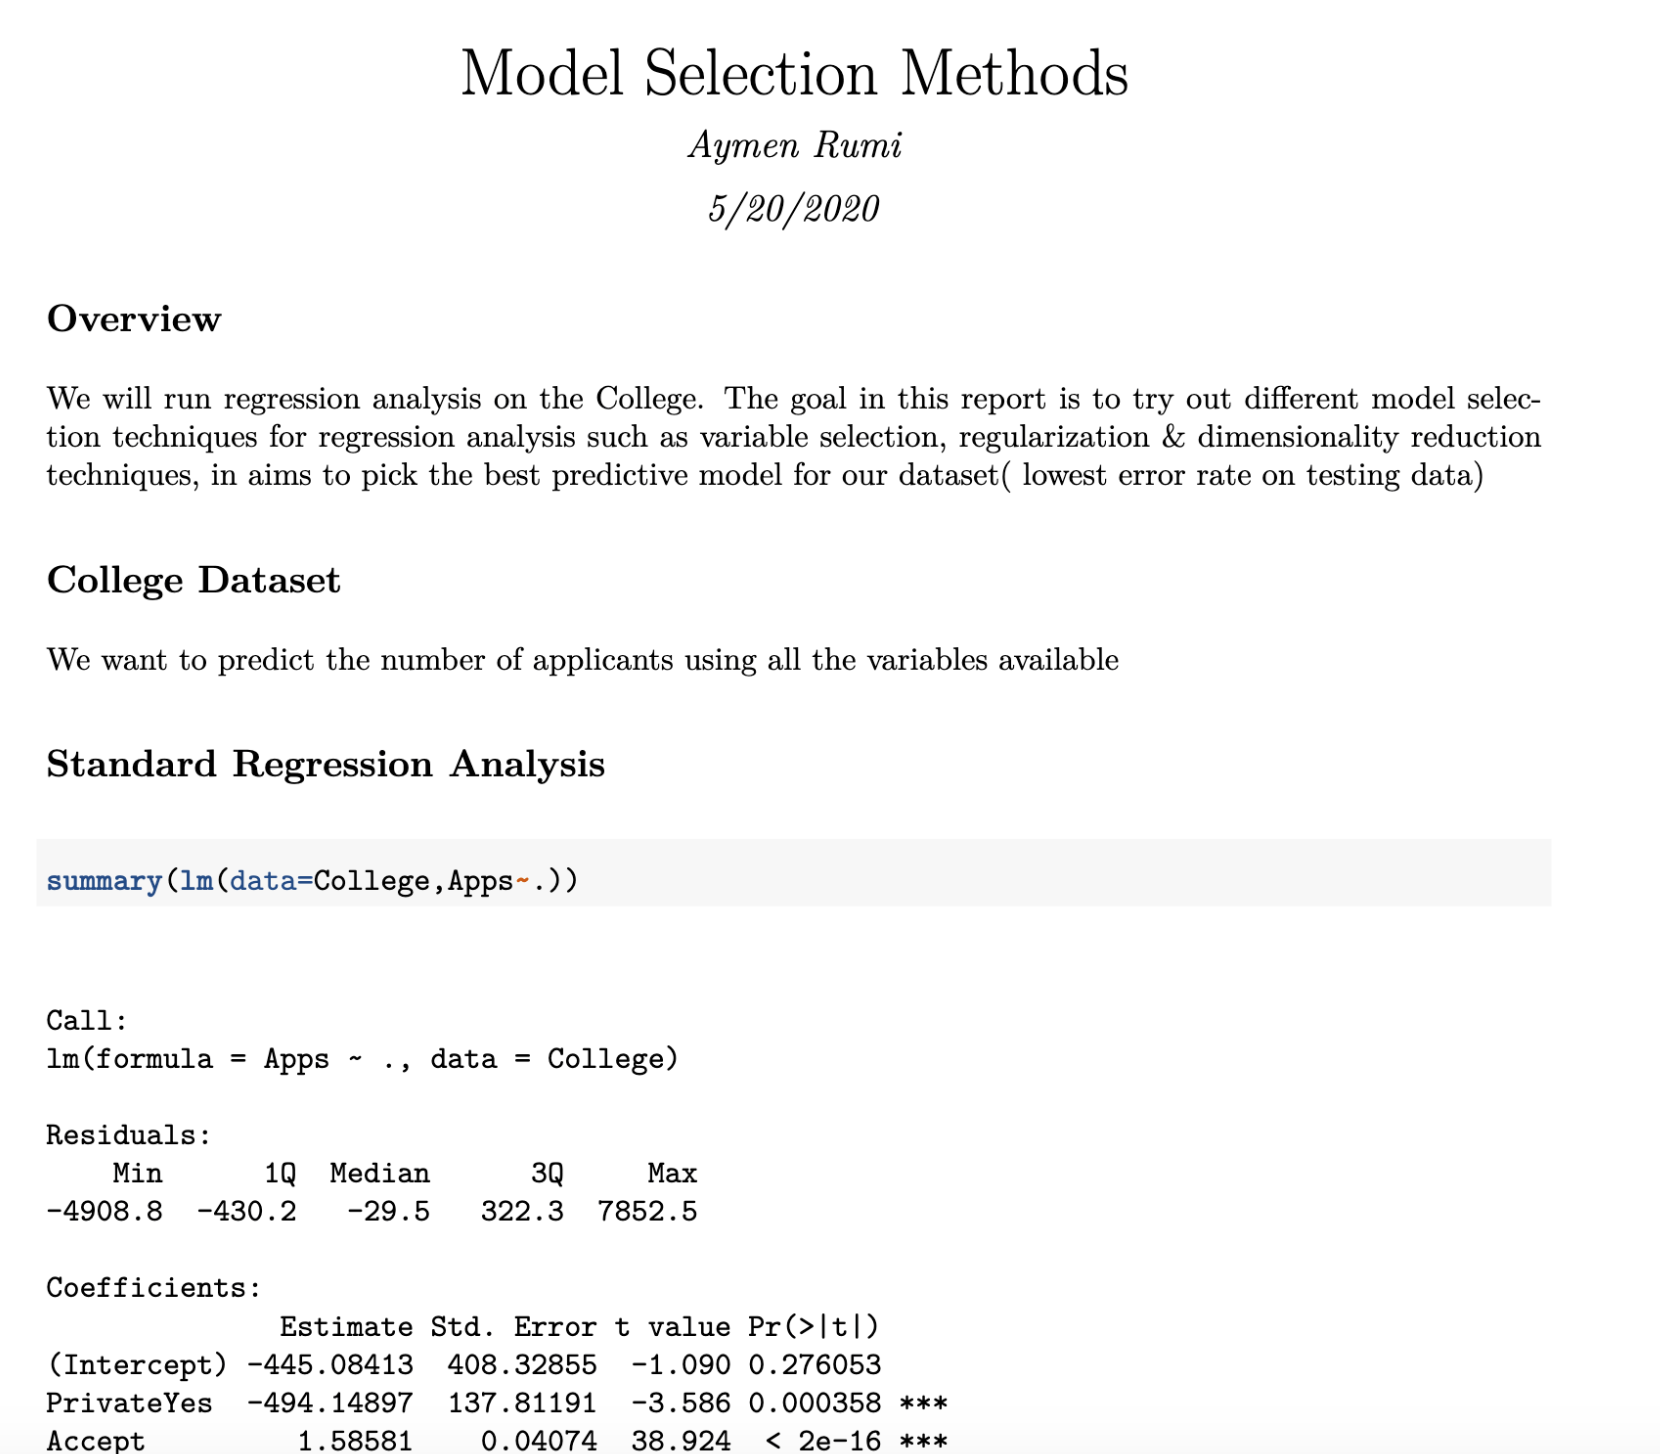 Model Selection Methods
Aymen Rumi
5/20/2020
Overview
We will run regression analysis on the College. The goal in this report is to try out different model selec-
tion techniques for regression analysis such as variable selection, regularization & dimensionality reduction
techniques, in aims to pick the best predictive model for our dataset( lowest error rate on testing data)
College Dataset
We want to predict the number of applicants using all the variables available
Standard Regression Analysis
summary(lm(data=College,Apps~.))
Call:
lm(formula = Apps ~ ., data = College)
Residuals:
    Min      1Q  Median      3Q     Max
-4908.8  -430.2   -29.5   322.3  7852.5
Coefficients:
              Estimate Std. Error t value Pr(>|t|)
(Intercept) -445.08413  408.32855  -1.090 0.276053
PrivateYes  -494.14897  137.81191  -3.586 0.000358 ***
Accept         1.58581    0.04074  38.924  < 2e-16 ***